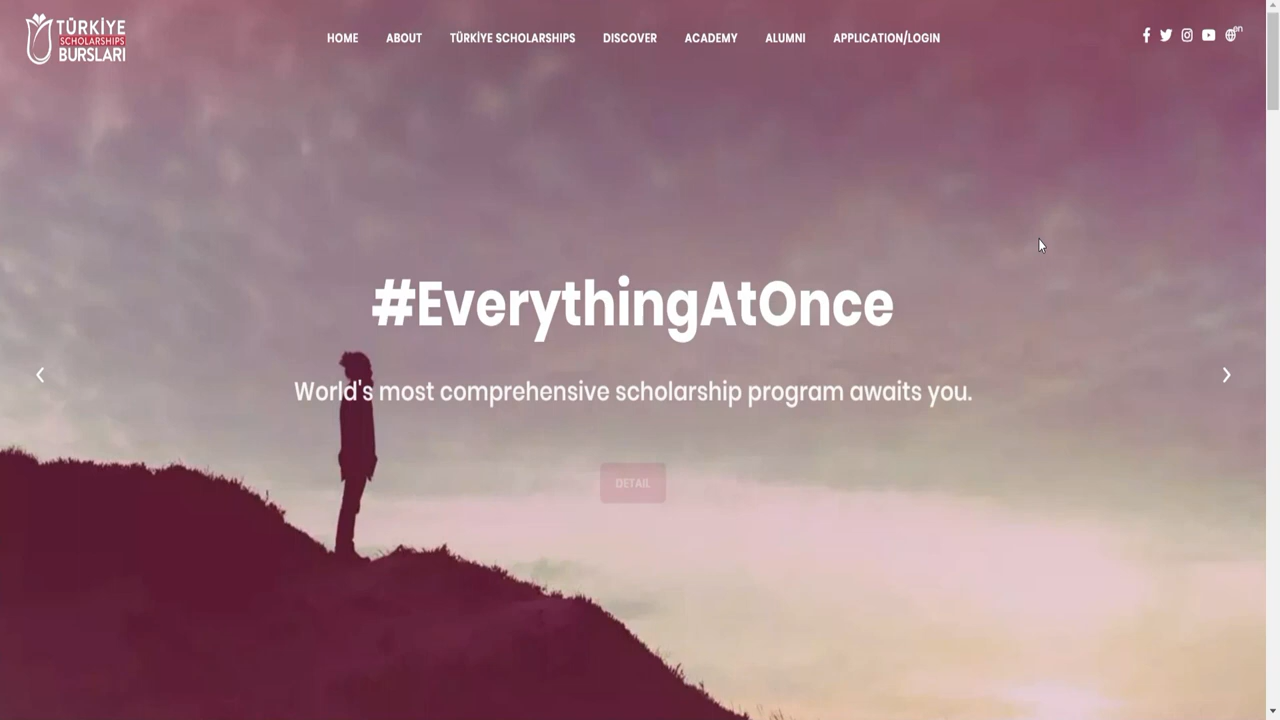 TÜRKİYE
SCHOLARSHIPS
BURSLARI
HOME ABOUT TÜRKİYE SCHOLARSHIPS DISCOVER ACADEMY ALUMNI APPLICATION/LOGIN
en
#EverythingAtOnce
World's most comprehensive scholarship program awaits you.
DETAIL